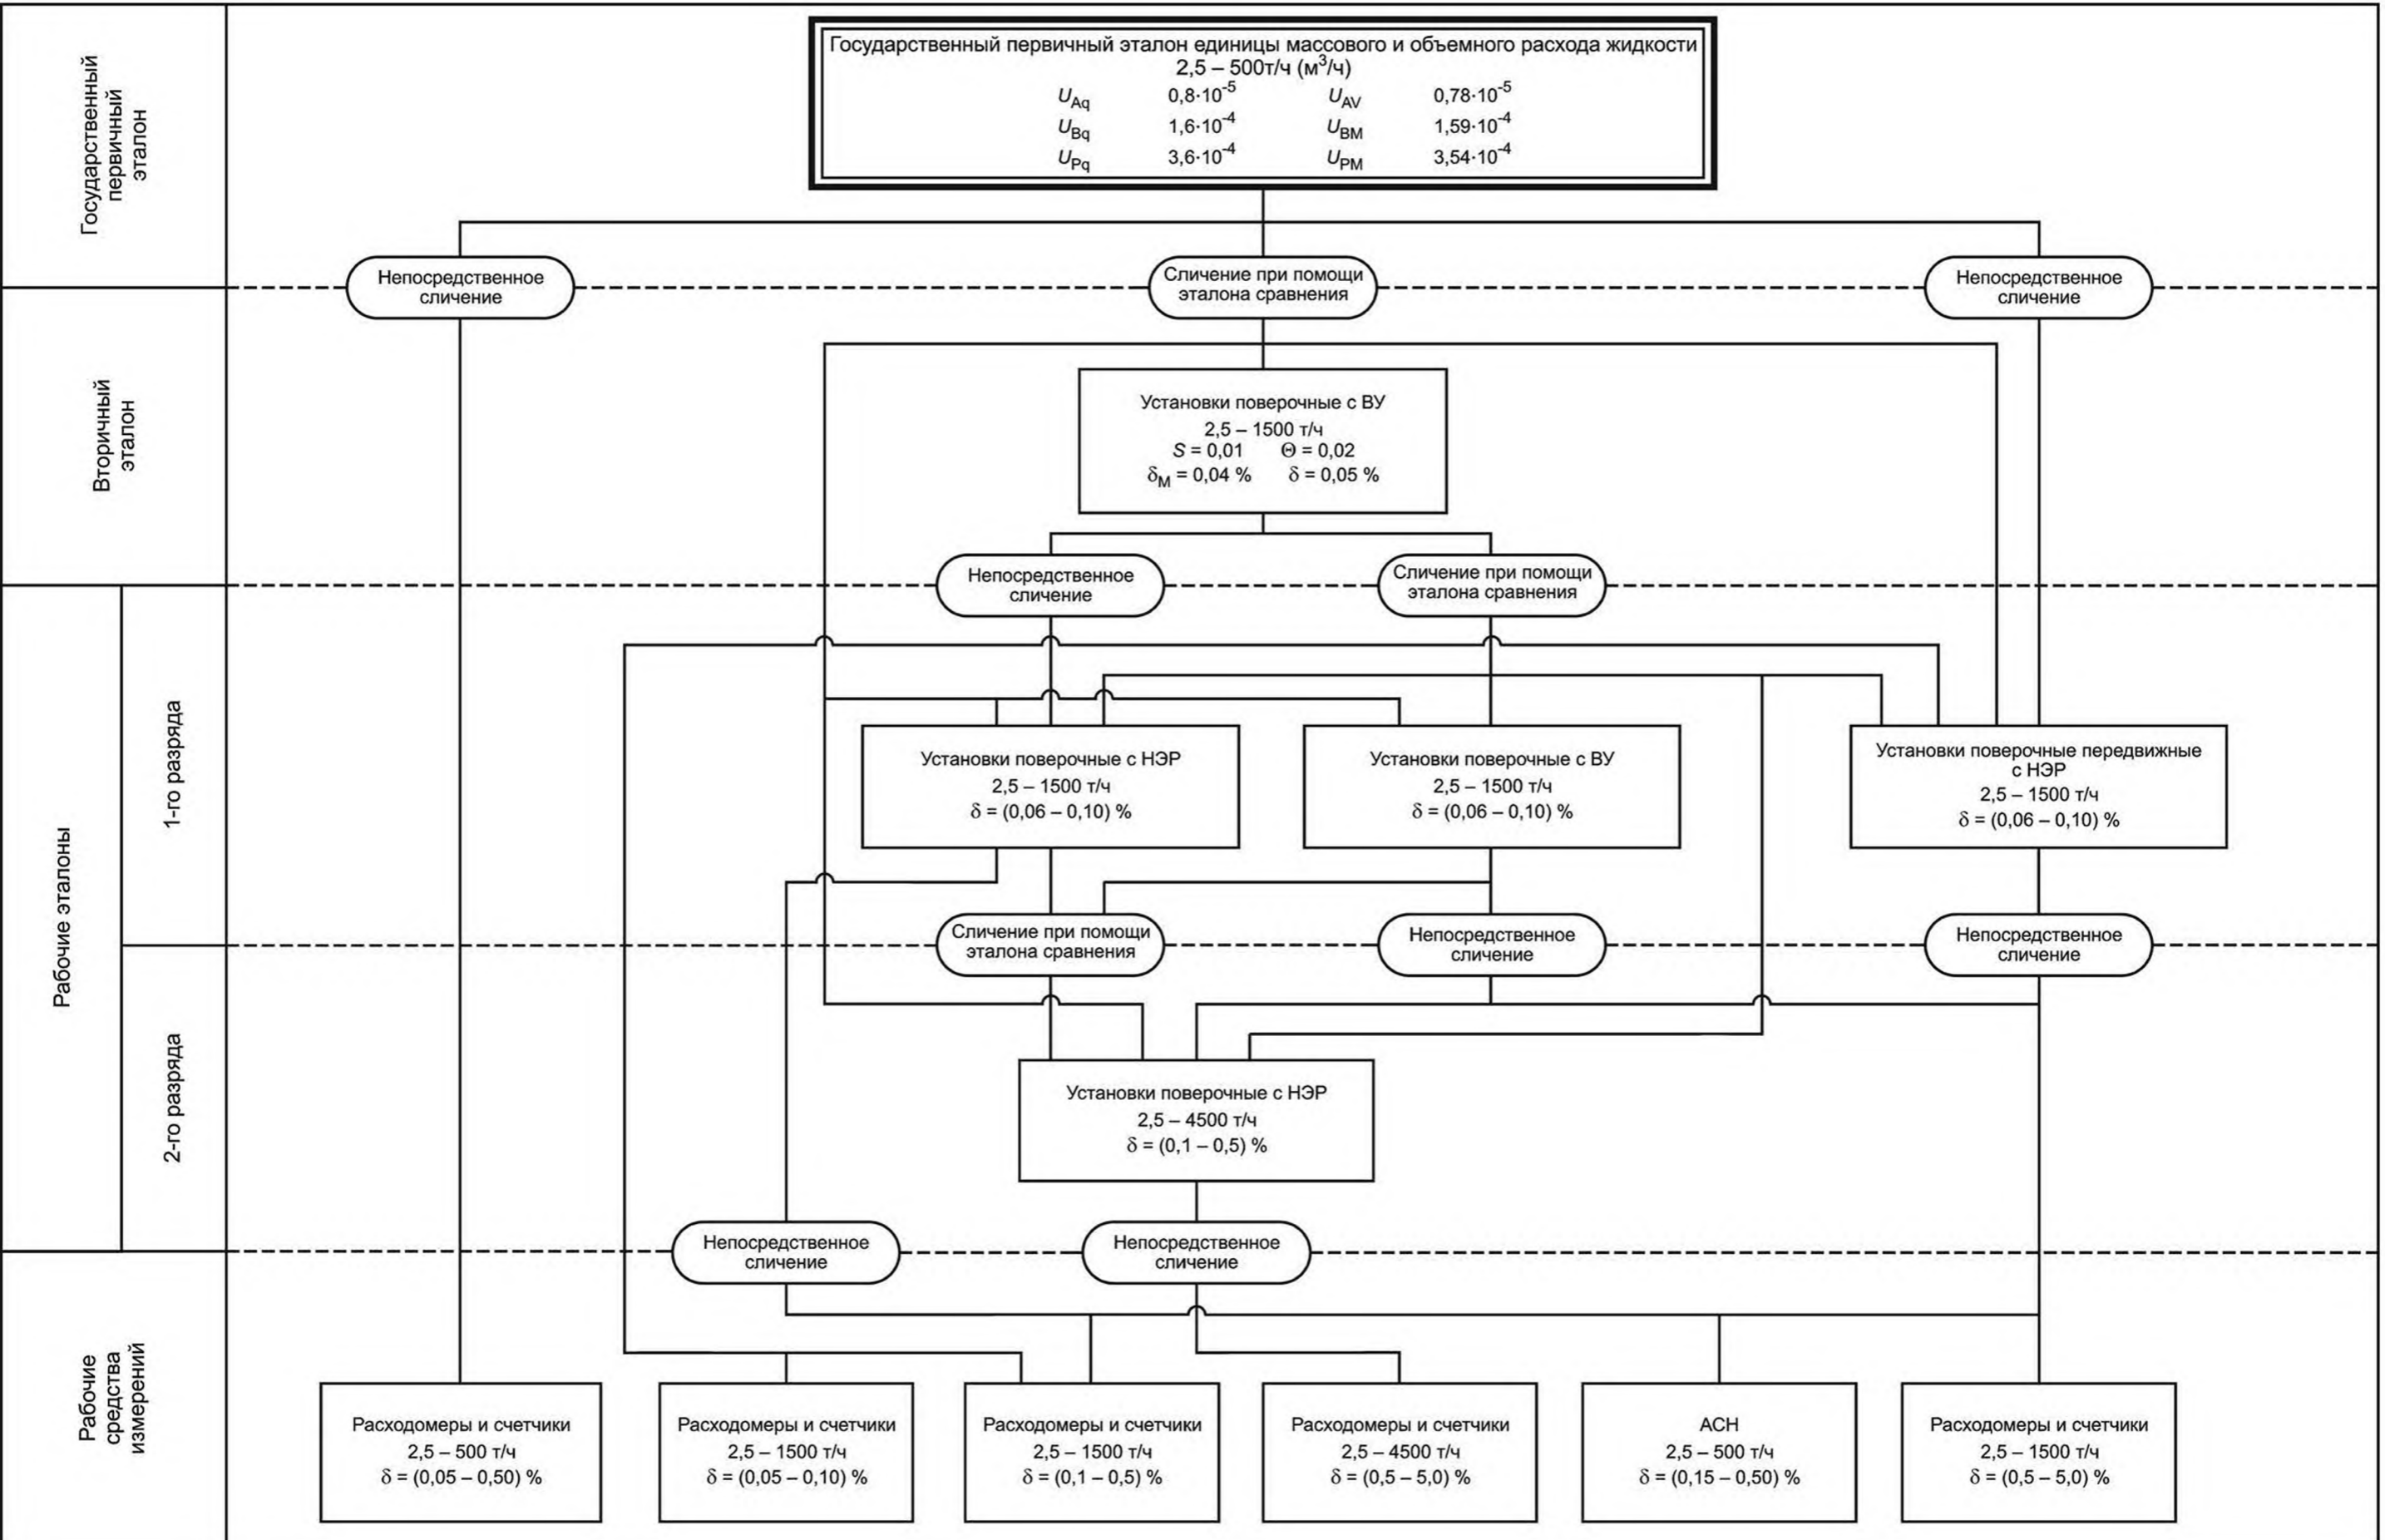 Государственный
первичный
эталон
Государственный первичный эталон единицы массового и объемного расхода жидкости
2,5 – 500т/ч (м³/ч)
U_Aq 0,8·10⁻⁵ U_AV 0,78·10⁻⁵
U_Bq 1,6·10⁻⁴ U_BM 1,59·10⁻⁴
U_Pq 3,6·10⁻⁴ U_PM 3,54·10⁻⁴
Непосредственное
сличение
Сличение при помощи
эталона сравнения
Непосредственное
сличение
Вторичный
эталон
Установки поверочные с ВУ
2,5 – 1500 т/ч
S = 0,01 Θ = 0,02
δ_М = 0,04 % δ = 0,05 %
Непосредственное
сличение
Сличение при помощи
эталона сравнения
Рабочие эталоны
1-го разряда
Установки поверочные с НЭР
2,5 – 1500 т/ч
δ = (0,06 – 0,10) %
Установки поверочные с ВУ
2,5 – 1500 т/ч
δ = (0,06 – 0,10) %
Установки поверочные передвижные
с НЭР
2,5 – 1500 т/ч
δ = (0,06 – 0,10) %
Сличение при помощи
эталона сравнения
Непосредственное
сличение
Непосредственное
сличение
2-го разряда
Установки поверочные с НЭР
2,5 – 4500 т/ч
δ = (0,1 – 0,5) %
Непосредственное
сличение
Непосредственное
сличение
Рабочие
средства
измерений
Расходомеры и счетчики
2,5 – 500 т/ч
δ = (0,05 – 0,50) %
Расходомеры и счетчики
2,5 – 1500 т/ч
δ = (0,05 – 0,10) %
Расходомеры и счетчики
2,5 – 1500 т/ч
δ = (0,1 – 0,5) %
Расходомеры и счетчики
2,5 – 4500 т/ч
δ = (0,5 – 5,0) %
АСН
2,5 – 500 т/ч
δ = (0,15 – 0,50) %
Расходомеры и счетчики
2,5 – 1500 т/ч
δ = (0,5 – 5,0) %